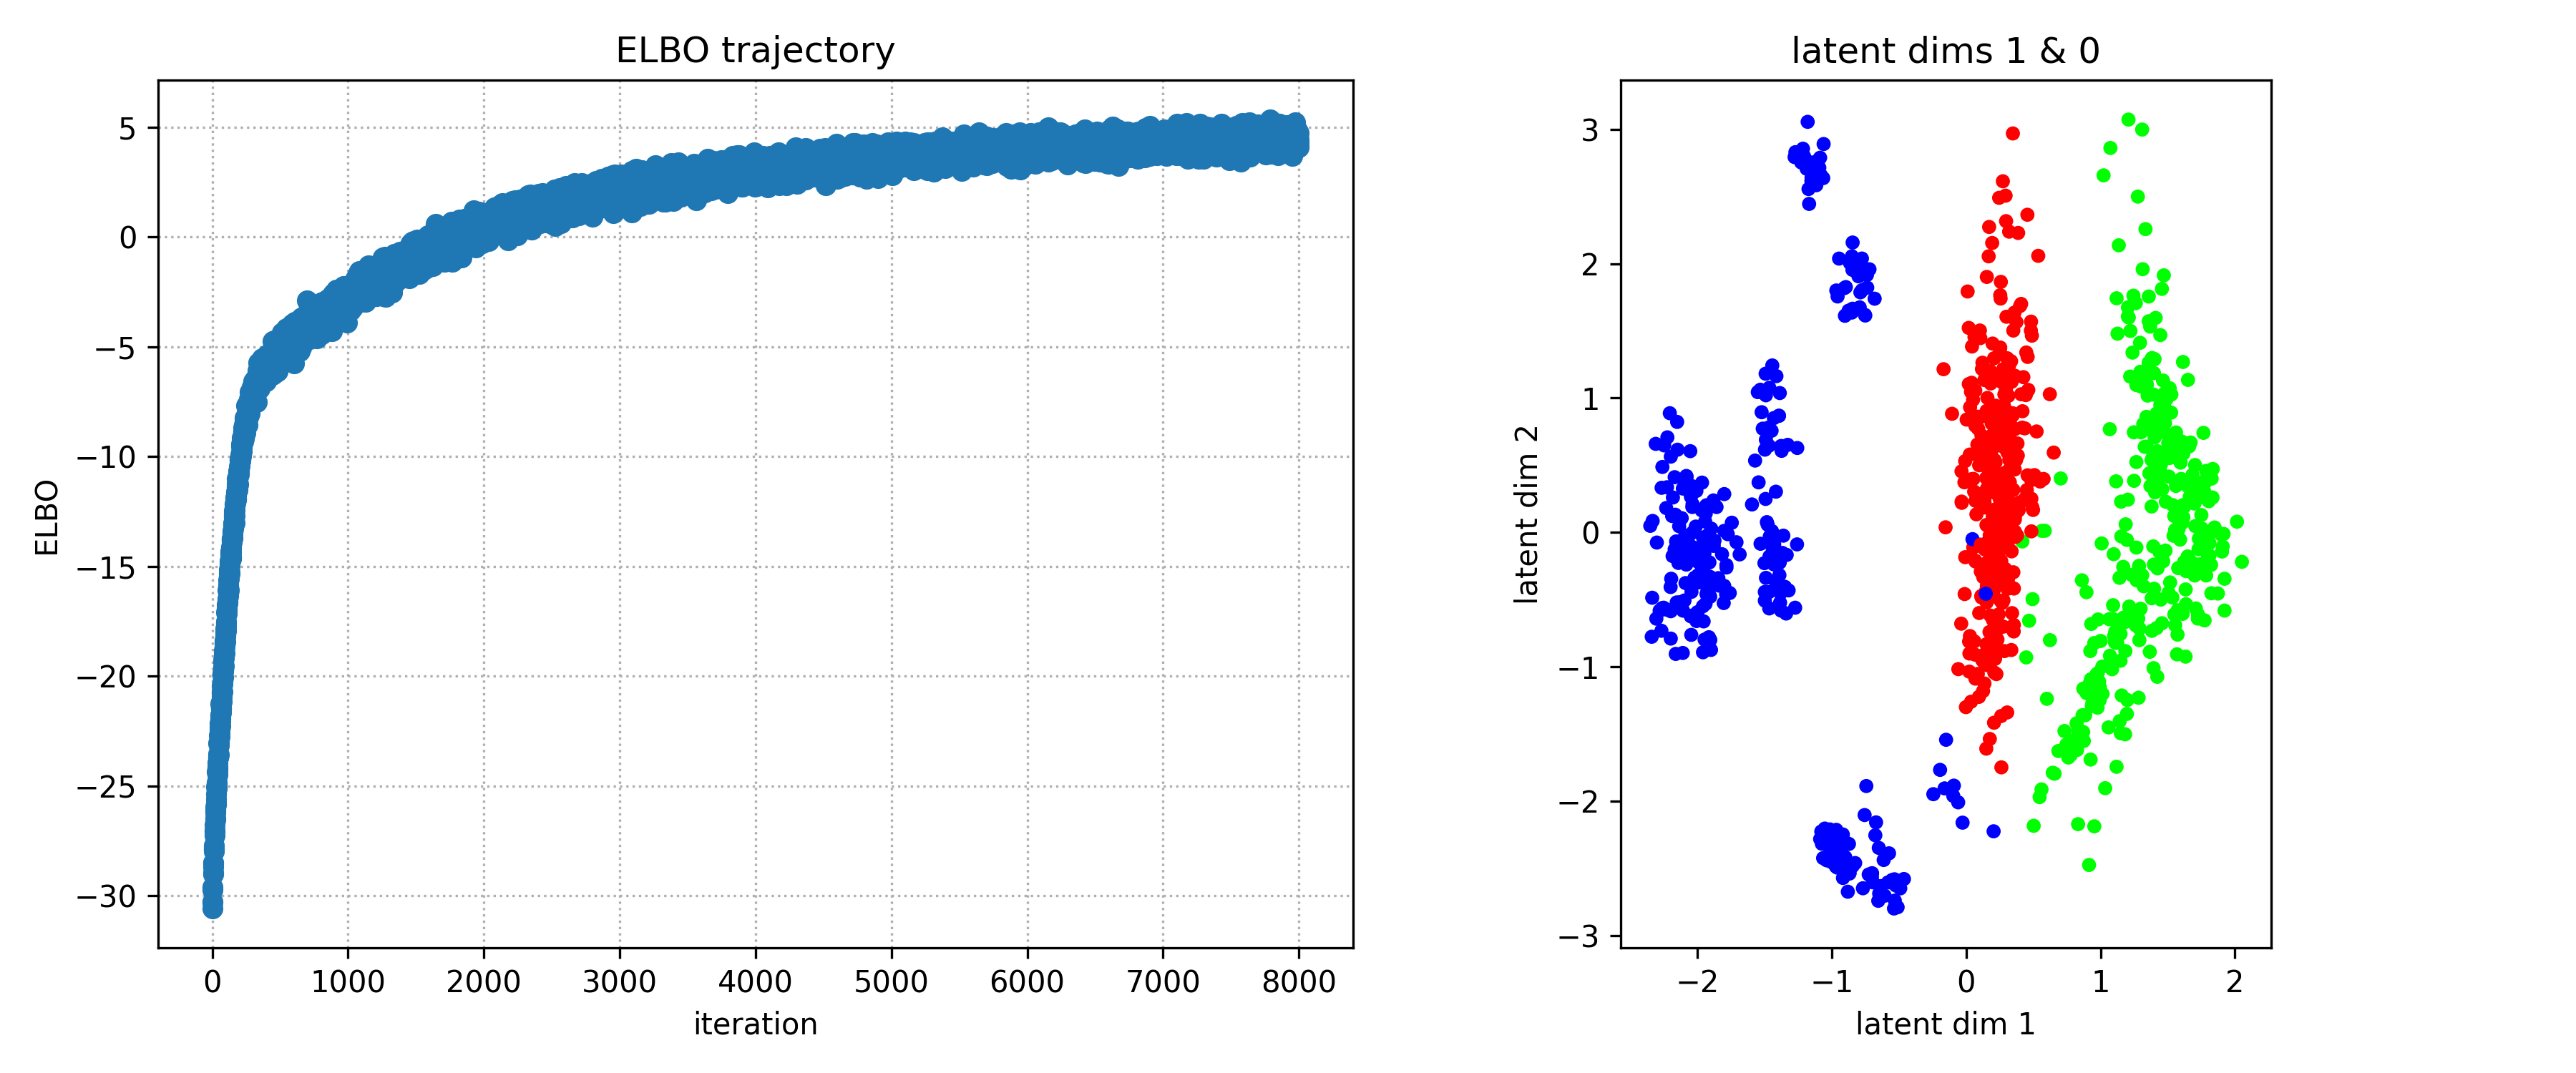 ELBO trajectory
5
0
−5
−10
−15
−20
−25
−30
ELBO
0 1000 2000 3000 4000 5000 6000 7000 8000
iteration
latent dims 1 & 0
3
2
1
0
−1
−2
−3
latent dim 2
−2 −1 0 1 2
latent dim 1